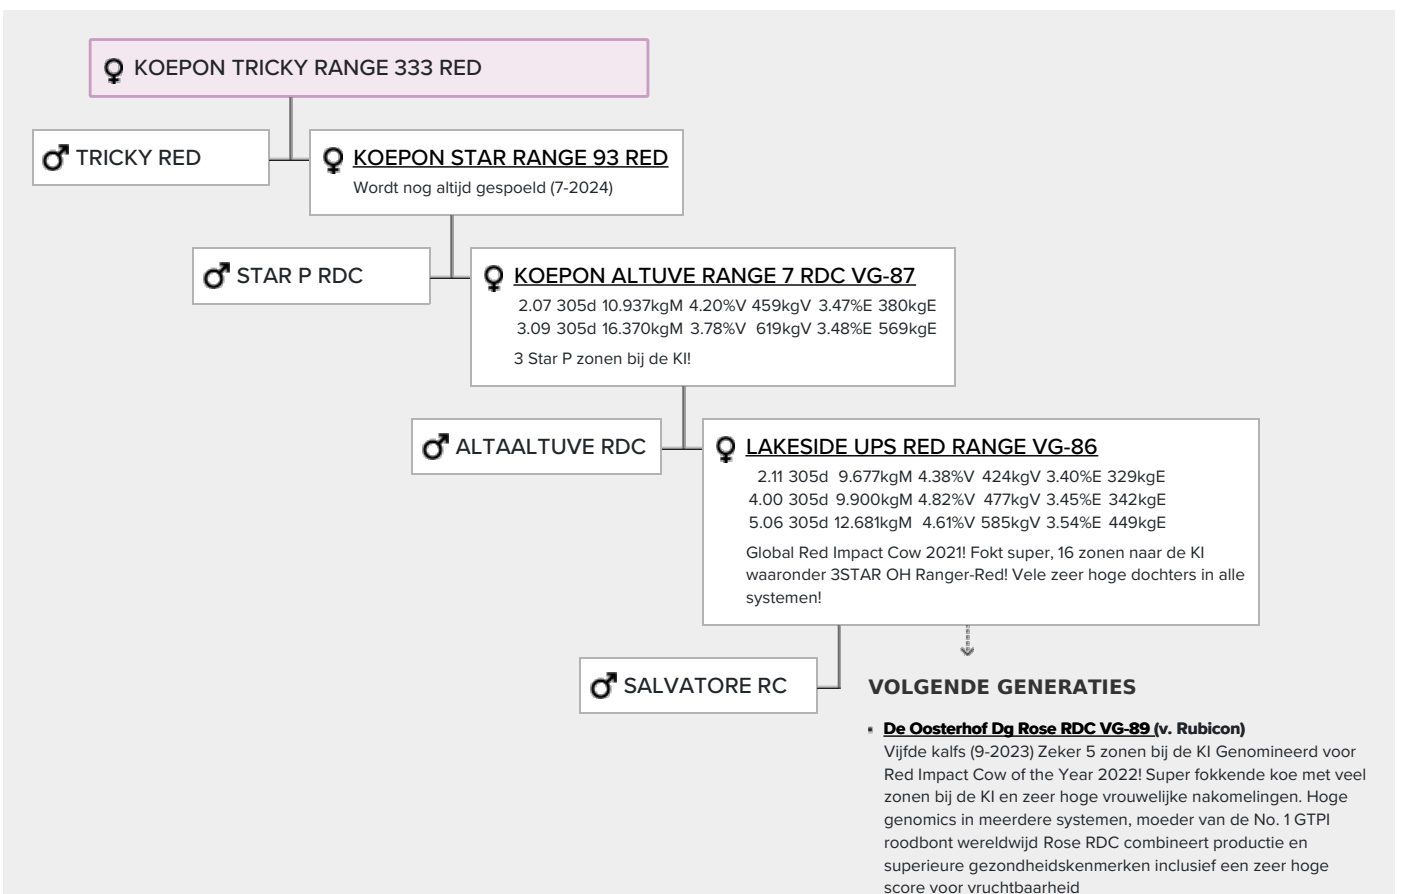 KOEPON TRICKY RANGE 333 RED
TRICKY RED
KOEPON STAR RANGE 93 RED
Wordt nog altijd gespoeld (7-2024)
STAR P RDC
KOEPON ALTUVE RANGE 7 RDC VG-87
2.07 305d 10.937kgM 4.20%V 459kgV 3.47%E 380kgE
3.09 305d 16.370kgM 3.78%V 619kgV 3.48%E 569kgE
3 Star P zonen bij de KI!
ALTAALTUVE RDC
LAKESIDE UPS RED RANGE VG-86
2.11 305d 9.677kgM 4.38%V 424kgV 3.40%E 329kgE
4.00 305d 9.900kgM 4.82%V 477kgV 3.45%E 342kgE
5.06 305d 12.681kgM 4.61%V 585kgV 3.54%E 449kgE
Global Red Impact Cow 2021! Fokt super, 16 zonen naar de KI
waaronder 3STAR OH Ranger-Red! Vele zeer hoge dochters in alle
systemen!
SALVATORE RC
VOLGENDE GENERATIES
De Oosterhof Dg Rose RDC VG-89 (v. Rubicon)
Vijfde kalfs (9-2023) Zeker 5 zonen bij de KI Genomineerd voor
Red Impact Cow of the Year 2022! Super fokkende koe met veel
zonen bij de KI en zeer hoge vrouwelijke nakomelingen. Hoge
genomics in meerdere systemen, moeder van de No. 1 GTPI
roodbont wereldwijd Rose RDC combineert productie en
superieure gezondheidskenmerken inclusief een zeer hoge
score voor vruchtbaarheid